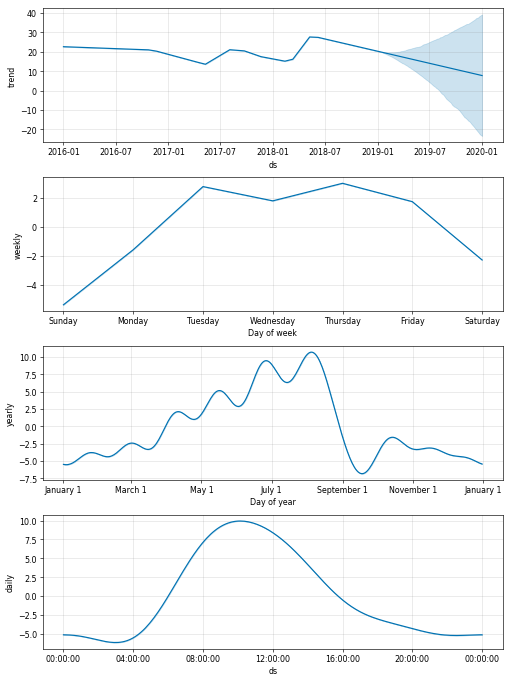 40
30
20
10
0
−10
−20
trend
2016-01 2016-07 2017-01 2017-07 2018-01 2018-07 2019-01 2019-07 2020-01
ds
2
0
−2
−4
weekly
Sunday Monday Tuesday Wednesday Thursday Friday Saturday
Day of week
10.0
7.5
5.0
2.5
0.0
−2.5
−5.0
−7.5
yearly
January 1 March 1 May 1 July 1 September 1 November 1 January 1
Day of year
10.0
7.5
5.0
2.5
0.0
−2.5
−5.0
daily
00:00:00 04:00:00 08:00:00 12:00:00 16:00:00 20:00:00 00:00:00
ds